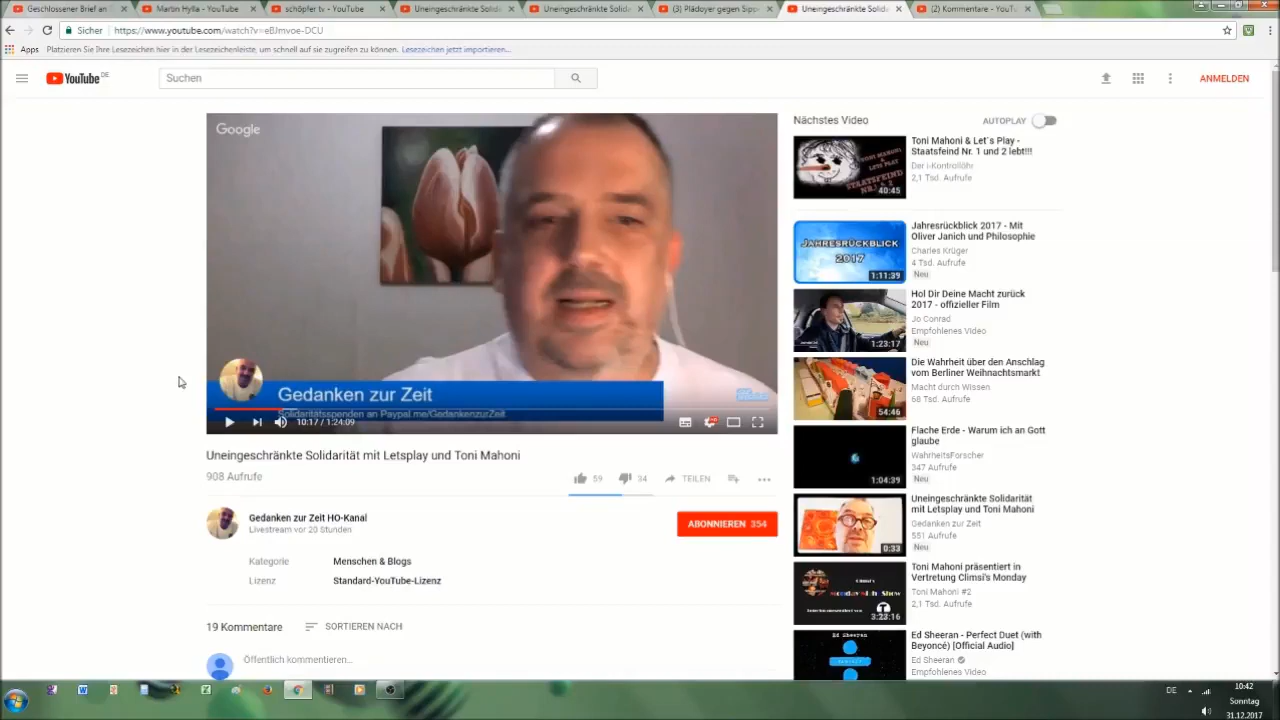 Geschlossener Brief an
Martin Hylla - YouTube
schöpfer tv - YouTube
Uneingeschränkte Solid.
Uneingeschränkte Solida
(3) Plädoyer gegen Sipp
Uneingeschränkte Solid.
(2) Kommentare - YouTu
Sicher
https://www.youtube.com/watch?v=eBJmvoe-DCU
Apps
Platzieren Sie Ihre Lesezeichen hier in der Lesezeichenleiste, um schnell auf sie zugreifen zu können.
Lesezeichen jetzt importieren...
YouTube DE
Suchen
ANMELDEN
Google
Gedanken zur Zeit
Solidaritätsspenden an Paypal.me/GedankenzurZeit
10:17 / 1:24:09
Uneingeschränkte Solidarität mit Letsplay und Toni Mahoni
908 Aufrufe
59
34
TEILEN
Gedanken zur Zeit HO-Kanal
Livestream vor 20 Stunden
ABONNIEREN 354
Kategorie
Menschen & Blogs
Lizenz
Standard-YouTube-Lizenz
19 Kommentare
SORTIEREN NACH
Öffentlich kommentieren...
Nächstes Video
AUTOPLAY
TONI MAHONI
&
LETS PLAY
STAATSFEIND
40:45
Toni Mahoni & Let`s Play -
Staatsfeind Nr. 1 und 2 lebt!!!
Der i-Kontrollöhr
2,1 Tsd. Aufrufe
JAHRESRÜCKBLICK
2017
1:11:39
Jahresrückblick 2017 - Mit
Oliver Janich und Philosophie
Charles Krüger
4 Tsd. Aufrufe
Neu
1:23:17
Hol Dir Deine Macht zurück
2017 - offizieller Film
Jo Conrad
Empfohlenes Video
Neu
54:46
Die Wahrheit über den Anschlag
vom Berliner Weihnachtsmarkt
Macht durch Wissen
68 Tsd. Aufrufe
1:04:39
Flache Erde - Warum ich an Gott
glaube
WahrheitsForscher
347 Aufrufe
Neu
0:33
Uneingeschränkte Solidarität
mit Letsplay und Toni Mahoni
Gedanken zur Zeit
551 Aufrufe
Neu
3:23:16
Toni Mahoni präsentiert in
Vertretung Climsi's Monday
Toni Mahoni #2
2,1 Tsd. Aufrufe
Ed Sheeran
Ed Sheeran - Perfect Duet (with
Beyoncé) [Official Audio]
Ed Sheeran
Empfohlenes Video
DE
10:42
Sonntag
31.12.2017